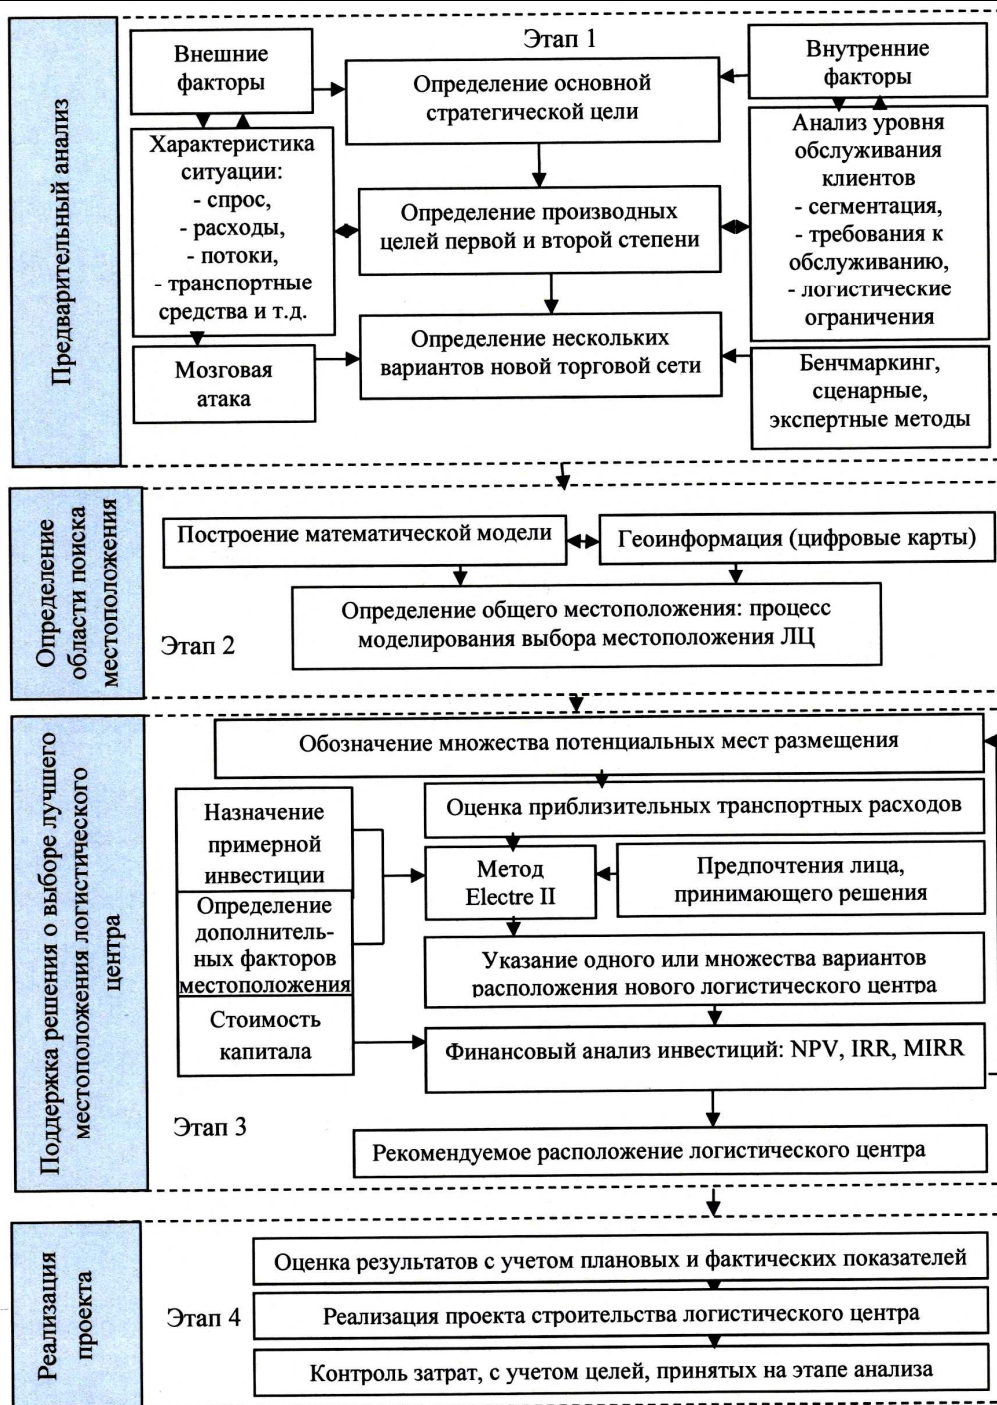 Предварительный анализ
Этап 1
Внешние
факторы
Определение основной
стратегической цели
Внутренние
факторы
Характеристика
ситуации:
- спрос,
- расходы,
- потоки,
- транспортные
средства и т.д.
Определение производных
целей первой и второй степени
Анализ уровня
обслуживания
клиентов
- сегментация,
- требования к
обслуживанию,
- логистические
ограничения
Мозговая
атака
Определение нескольких
вариантов новой торговой сети
Бенчмаркинг,
сценарные,
экспертные методы
Определение
области поиска
местоположения
Построение математической модели
Геоинформация (цифровые карты)
Определение общего местоположения: процесс
моделирования выбора местоположения ЛЦ
Этап 2
Поддержка решения о выборе лучшего
местоположения логистического
центра
Обозначение множества потенциальных мест размещения
Оценка приблизительных транспортных расходов
Назначение
примерной
инвестиции
Метод
Electre II
Предпочтения лица,
принимающего решения
Определение
дополнитель-
ных факторов
местоположения
Указание одного или множества вариантов
расположения нового логистического центра
Стоимость
капитала
Финансовый анализ инвестиций: NPV, IRR, MIRR
Этап 3
Рекомендуемое расположение логистического центра
Реализация
проекта
Оценка результатов с учетом плановых и фактических показателей
Этап 4
Реализация проекта строительства логистического центра
Контроль затрат, с учетом целей, принятых на этапе анализа